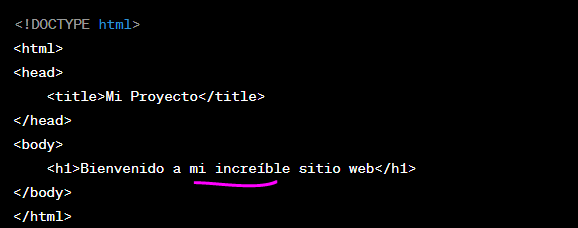 <!DOCTYPE html>
<html>
<head>
    <title>Mi Proyecto</title>
</head>
<body>
    <h1>Bienvenido a mi increíble sitio web</h1>
</body>
</html>